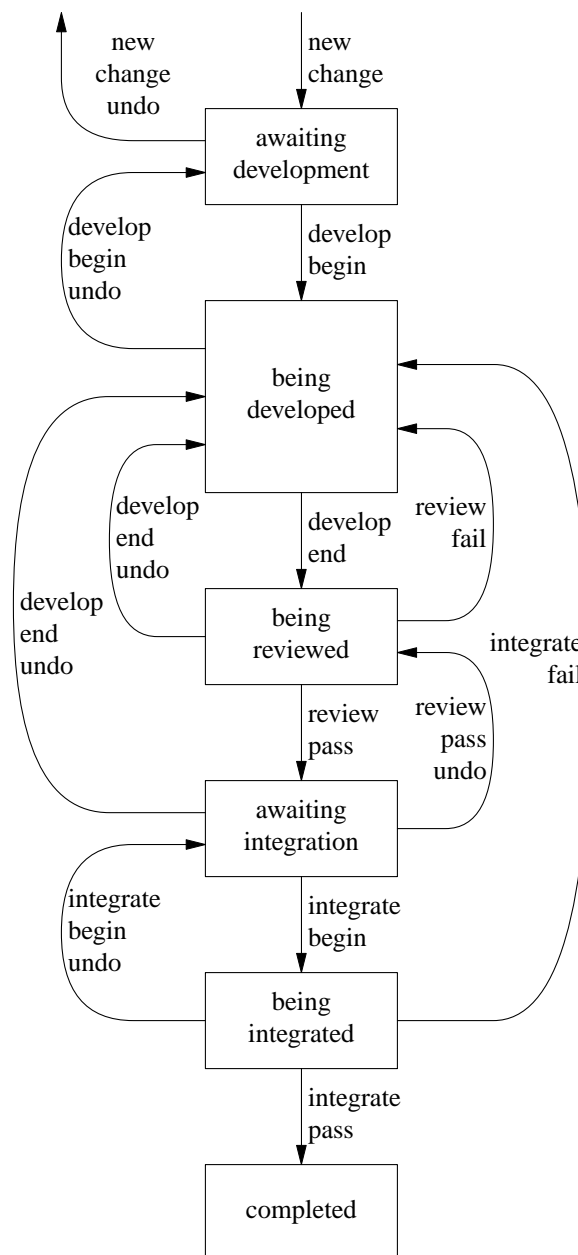 new
change
undo
new
change
awaiting
development
develop
begin
undo
develop
begin
being
developed
develop
end
undo
develop
end
review
fail
develop
end
undo
being
reviewed
integrate
fail
review
pass
review
pass
undo
awaiting
integration
integrate
begin
undo
integrate
begin
being
integrated
integrate
pass
completed